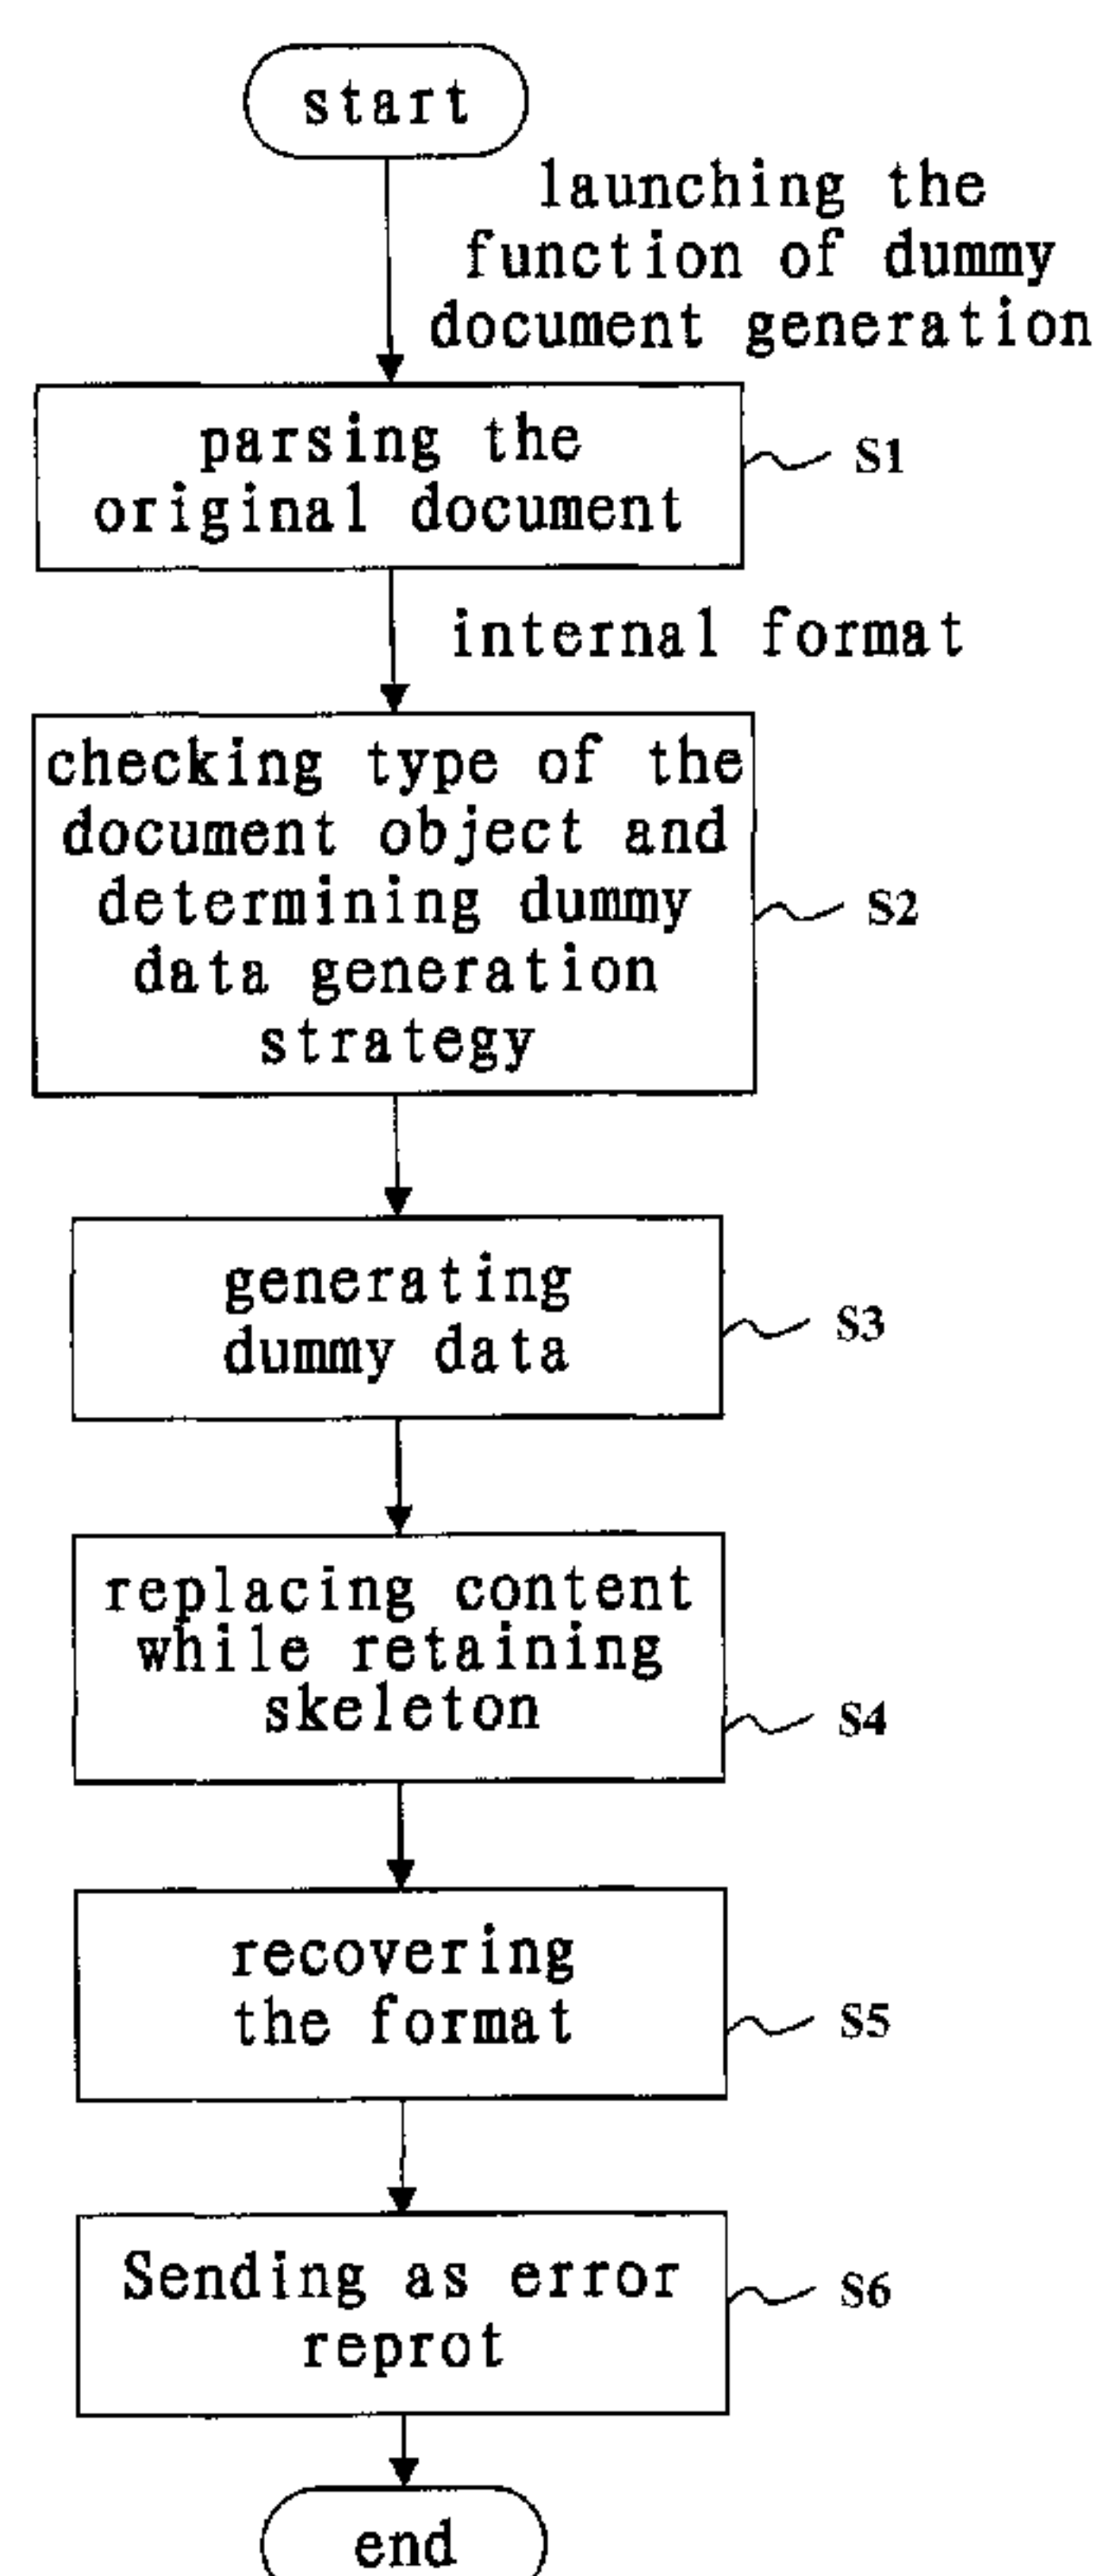 start
launching the
function of dummy
document generation
parsing the
original document
S1
internal format
checking type of the
document object and
determining dummy
data generation
strategy
S2
generating
dummy data
S3
replacing content
while retaining
skeleton
S4
recovering
the format
S5
Sending as error
reprot
S6
end